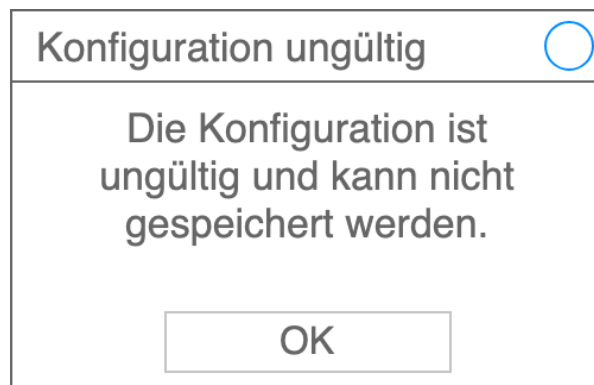 Konfiguration ungültig
Die Konfiguration ist
ungültig und kann nicht
gespeichert werden.
OK